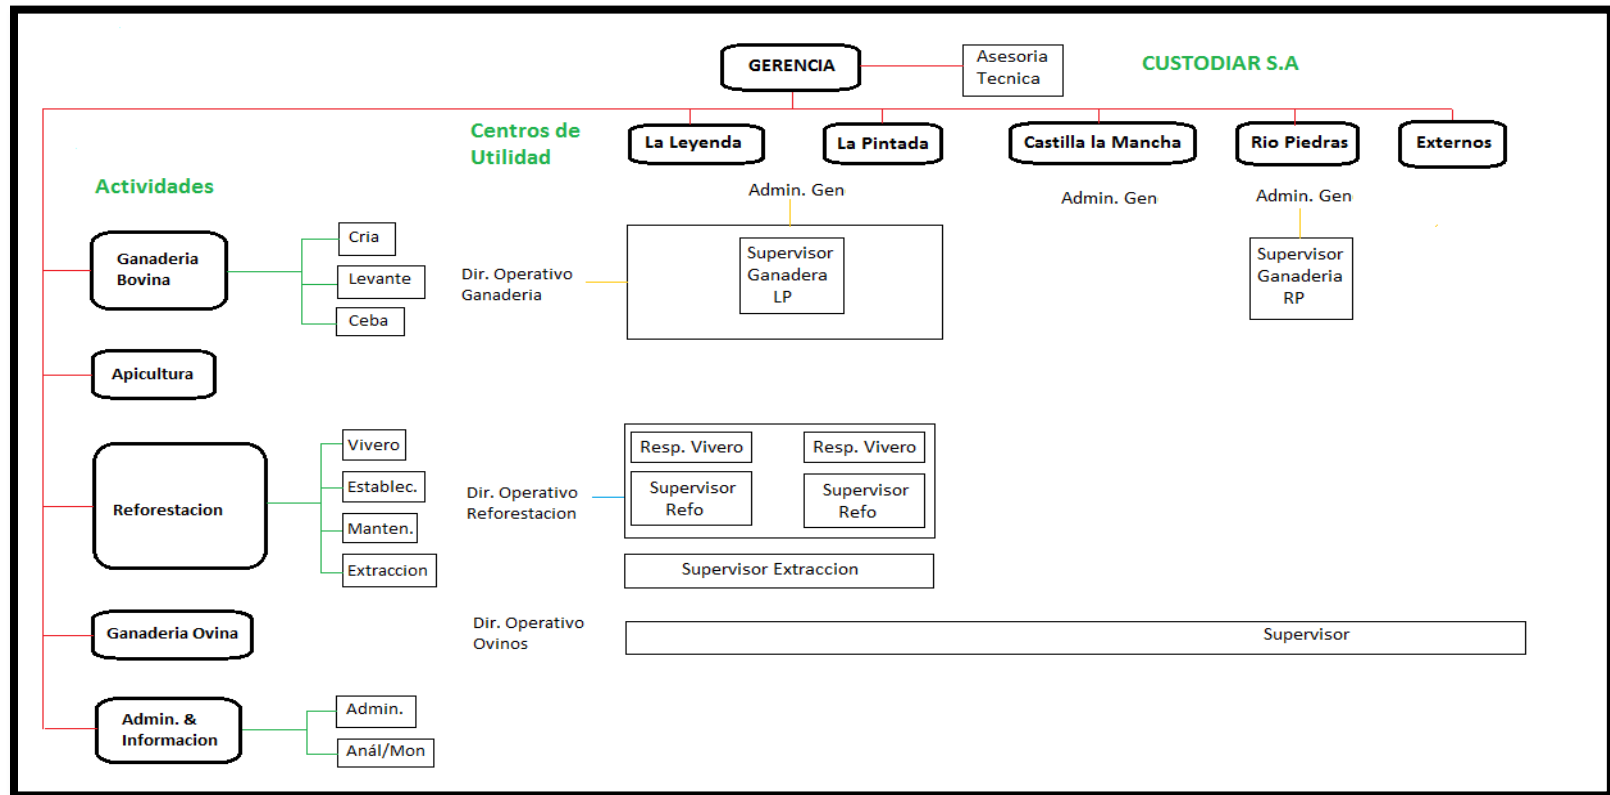 GERENCIA
Asesoria
Tecnica
CUSTODIAR S.A
Centros de
Utilidad
La Leyenda
La Pintada
Castilla la Mancha
Rio Piedras
Externos
Actividades
Admin. Gen
Admin. Gen
Admin. Gen
Ganaderia
Bovina
Cria
Levante
Ceba
Dir. Operativo
Ganaderia
Supervisor
Ganadera
LP
Supervisor
Ganaderia
RP
Apicultura
Reforestacion
Vivero
Establec.
Manten.
Extraccion
Dir. Operativo
Reforestacion
Resp. Vivero
Resp. Vivero
Supervisor
Refo
Supervisor
Refo
Supervisor Extraccion
Ganaderia Ovina
Dir. Operativo
Ovinos
Supervisor
Admin. &
Informacion
Admin.
Anál/Mon